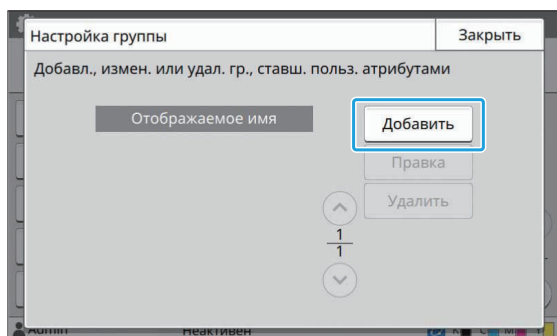 Настройка группы
Закрыть
Добавл., измен. или удал. гр., ставш. польз. атрибутами
Отображаемое имя
Добавить
Правка
Удалить
1
1
Admin
Неактивен
K C M Y